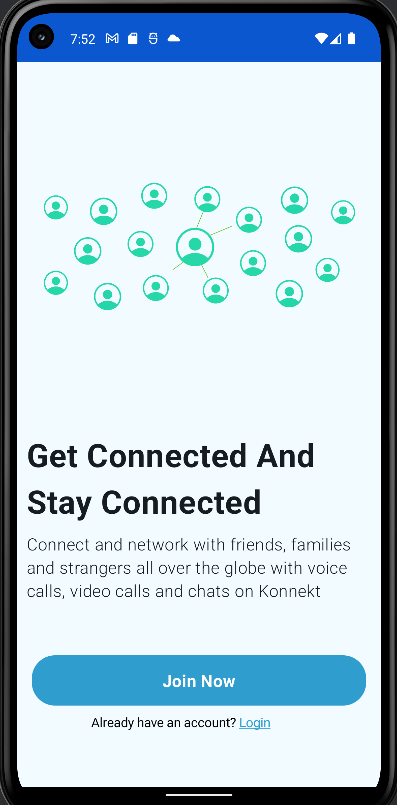 7:52
Get Connected And
Stay Connected
Connect and network with friends, families
and strangers all over the globe with voice
calls, video calls and chats on Konnekt
Join Now
Already have an account? Login